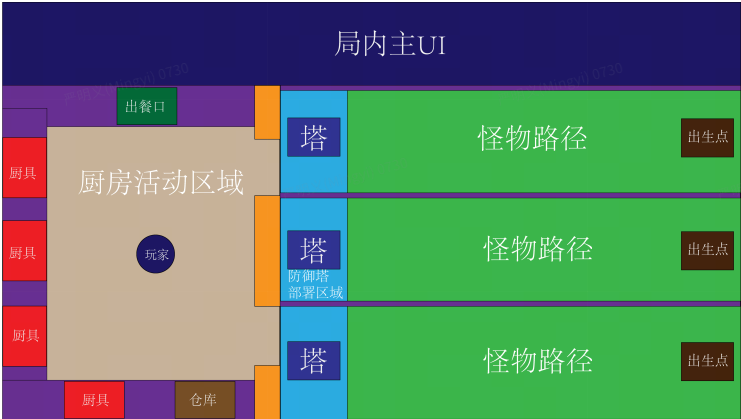 局内主UI
出餐口
塔
怪物路径
出生点
厨具
厨房活动区域
厨具
玩家
塔
防御塔
部署区域
怪物路径
出生点
厨具
塔
怪物路径
出生点
厨具
仓库